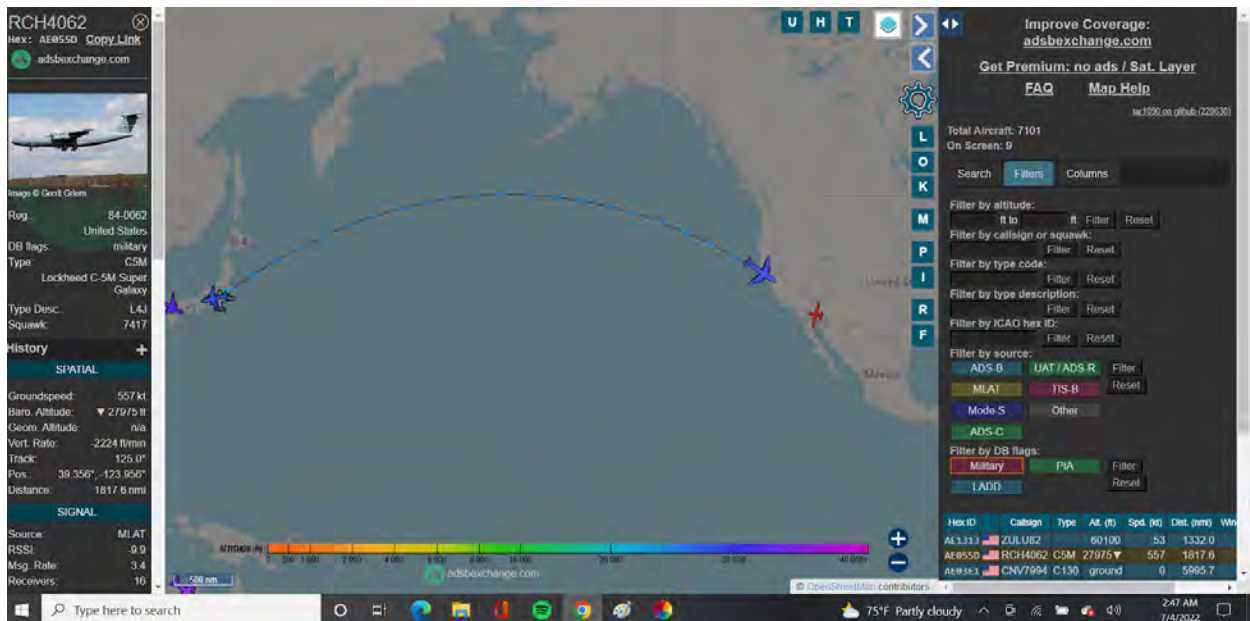 RCH4062
Hex: AE055D Copy Link
adsbexchange.com
Image © Gerrit Griem
Reg.: 84-0062
United States
DB flags: military
Type: C5M
Lockheed C-5M Super
Galaxy
Type Desc.: L4J
Squawk: 7417
History +
SPATIAL
Groundspeed: 557 kt
Baro. Altitude: ▼ 27975 ft
Geom. Altitude: n/a
Vert. Rate: -2224 ft/min
Track: 125.0°
Pos.: 39.356°, -123.956°
Distance: 1817.6 nmi
SIGNAL
Source: MLAT
RSSI: -9.9
Msg. Rate: 3.4
Receivers: 16
U H T
L
O
K
M
P
I
R
F
Mexico
ALTITUDE (ft)
adsbexchange.com
500 nm
© OpenStreetMap contributors.
Improve Coverage:
adsbexchange.com
Get Premium: no ads / Sat. Layer
FAQ Map Help
tar1090 on github (220630)
Total Aircraft: 7101
On Screen: 9
Search Filters Columns
Filter by altitude:
ft to ft Filter Reset
Filter by callsign or squawk:
Filter Reset
Filter by type code:
Filter Reset
Filter by type description:
Filter Reset
Filter by ICAO hex ID:
Filter Reset
Filter by source:
ADS-B UAT / ADS-R Filter
MLAT TIS-B Reset
Mode-S Other
ADS-C
Filter by DB flags:
Military PIA Filter
LADD Reset
Hex ID Callsign Type Alt. (ft) Spd. (kt) Dist. (nmi)
AE1313 ZULU82 60100 53 1332.0
AE055D RCH4062 C5M 27975▼ 557 1817.6
AE03E1 CNV7994 C130 ground 0 5995.7
Type here to search
75°F Partly cloudy
2:47 AM
7/4/2022